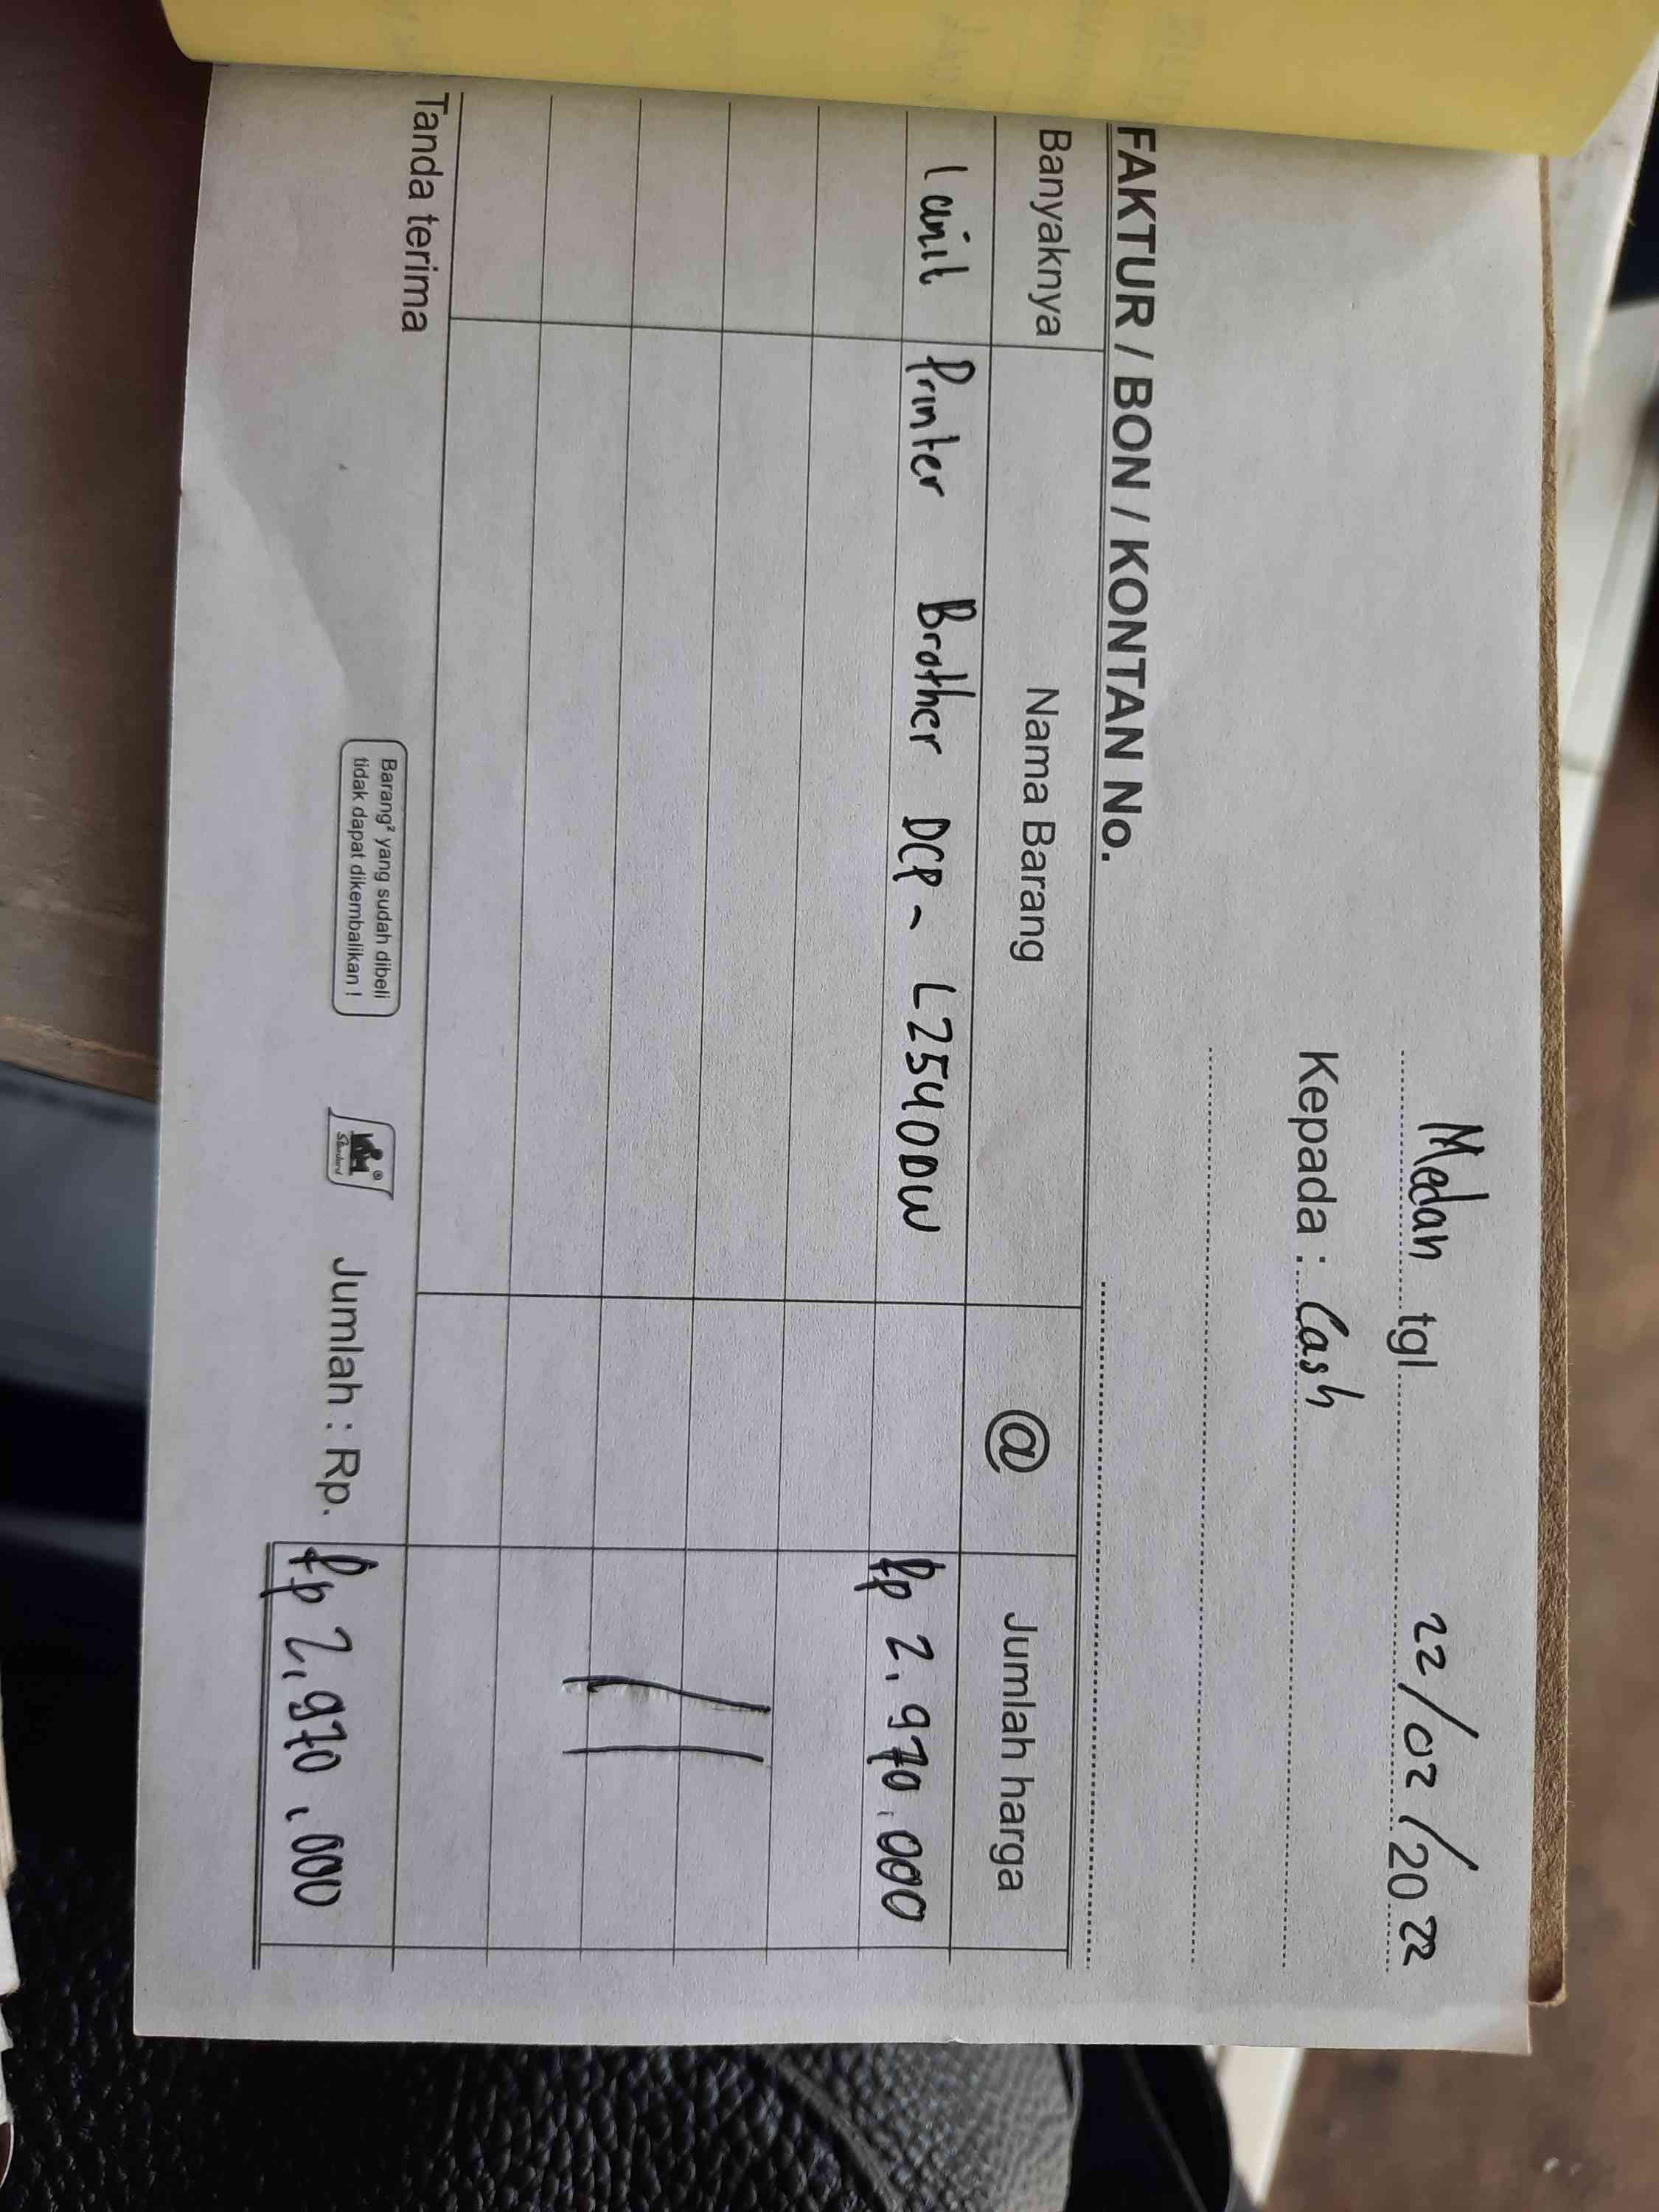 Medan tgl 22/02/2022
Kepada : Cash
FAKTUR / BON / KONTAN No.
Banyaknya Nama Barang @ Jumlah harga
1 unit Printer Brother DCP - L2540DW Rp 2.970.000
Tanda terima
Barang² yang sudah dibeli
tidak dapat dikembalikan !
Standard
Jumlah : Rp. Rp 2.970.000